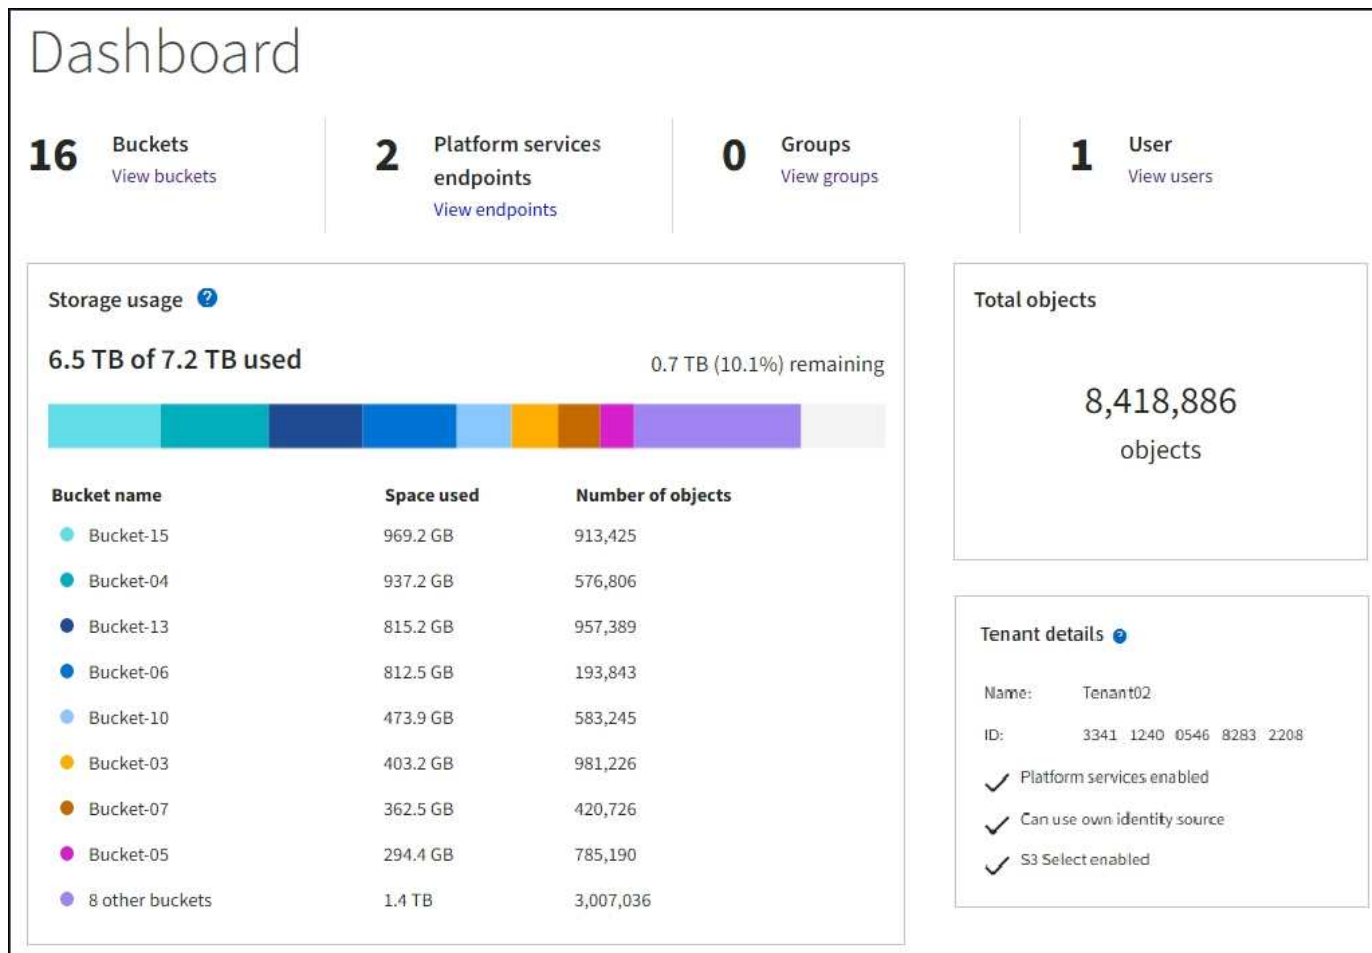 Dashboard
16 Buckets
View buckets
2 Platform services
endpoints
View endpoints
0 Groups
View groups
1 User
View users
Storage usage ?
6.5 TB of 7.2 TB used
0.7 TB (10.1%) remaining
Bucket name Space used Number of objects
Bucket-15 969.2 GB 913,425
Bucket-04 937.2 GB 576,806
Bucket-13 815.2 GB 957,389
Bucket-06 812.5 GB 193,843
Bucket-10 473.9 GB 583,245
Bucket-03 403.2 GB 981,226
Bucket-07 362.5 GB 420,726
Bucket-05 294.4 GB 785,190
8 other buckets 1.4 TB 3,007,036
Total objects
8,418,886
objects
Tenant details ?
Name: Tenant02
ID: 3341 1240 0546 8283 2208
Platform services enabled
Can use own identity source
S3 Select enabled